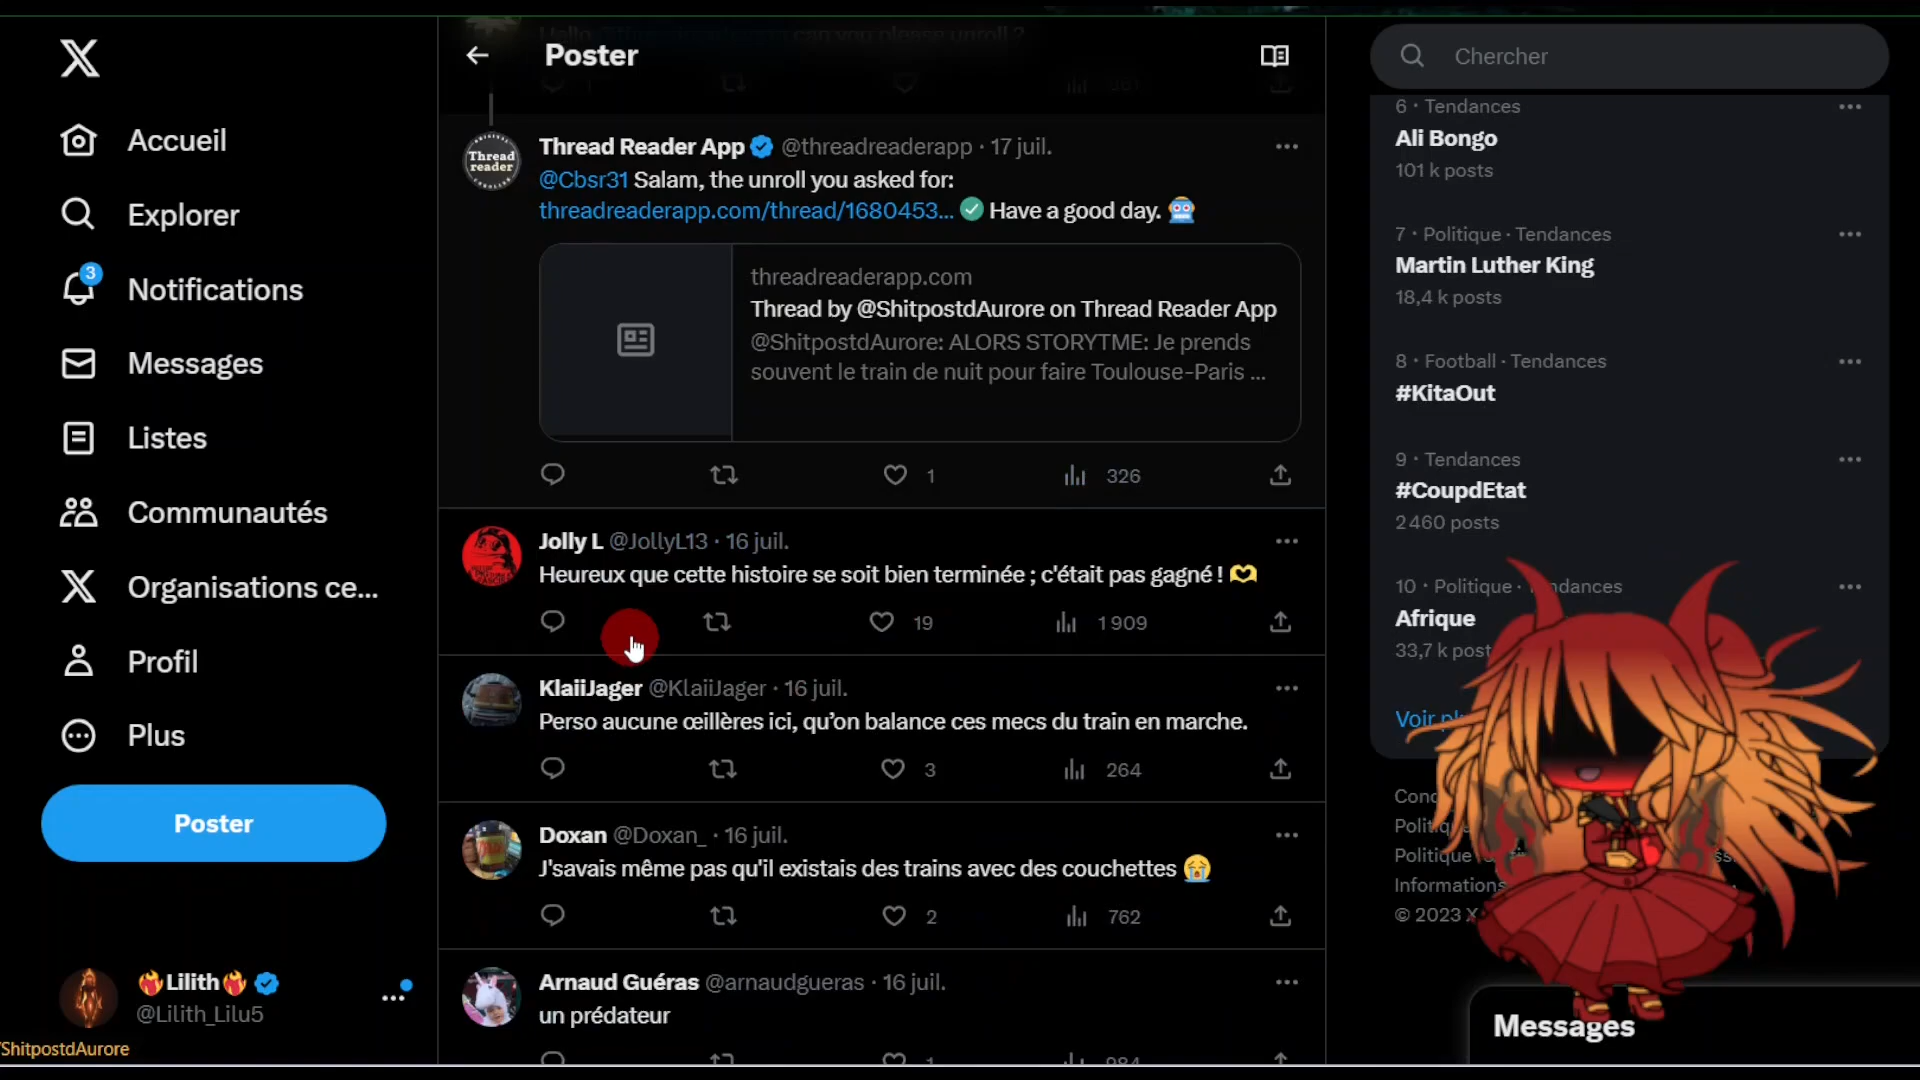 Poster
Chercher
Accueil
Explorer
3
Notifications
Messages
Listes
Communautés
Organisations ce...
Profil
Plus
Poster
🔥Lilith🔥
@Lilith_Lilu5
/ShitpostdAurore
Thread reader
Thread Reader App @threadreaderapp · 17 juil.
@Cbsr31 Salam, the unroll you asked for:
threadreaderapp.com/thread/1680453... ✅ Have a good day. 🤖
threadreaderapp.com
Thread by @ShitpostdAurore on Thread Reader App
@ShitpostdAurore: ALORS STORYTME: Je prends
souvent le train de nuit pour faire Toulouse-Paris ...
1 326
Jolly L @JollyL13 · 16 juil.
Heureux que cette histoire se soit bien terminée ; c'était pas gagné ! 🫶
19 1 909
KlaiiJager @KlaiiJager · 16 juil.
Perso aucune œillères ici, qu’on balance ces mecs du train en marche.
3 264
Doxan @Doxan_ · 16 juil.
J'savais même pas qu'il existais des trains avec des couchettes 😭
2 762
Arnaud Guéras @arnaudgueras · 16 juil.
un prédateur
1 984
6 · Tendances
Ali Bongo
101 k posts
7 · Politique · Tendances
Martin Luther King
18,4 k posts
8 · Football · Tendances
#KitaOut
9 · Tendances
#CoupdEtat
2 460 posts
10 · Politique · Tendances
Afrique
33,7 k post
Voir pl
Cond
Politiq
Politique
Informations
© 2023 X
Messages